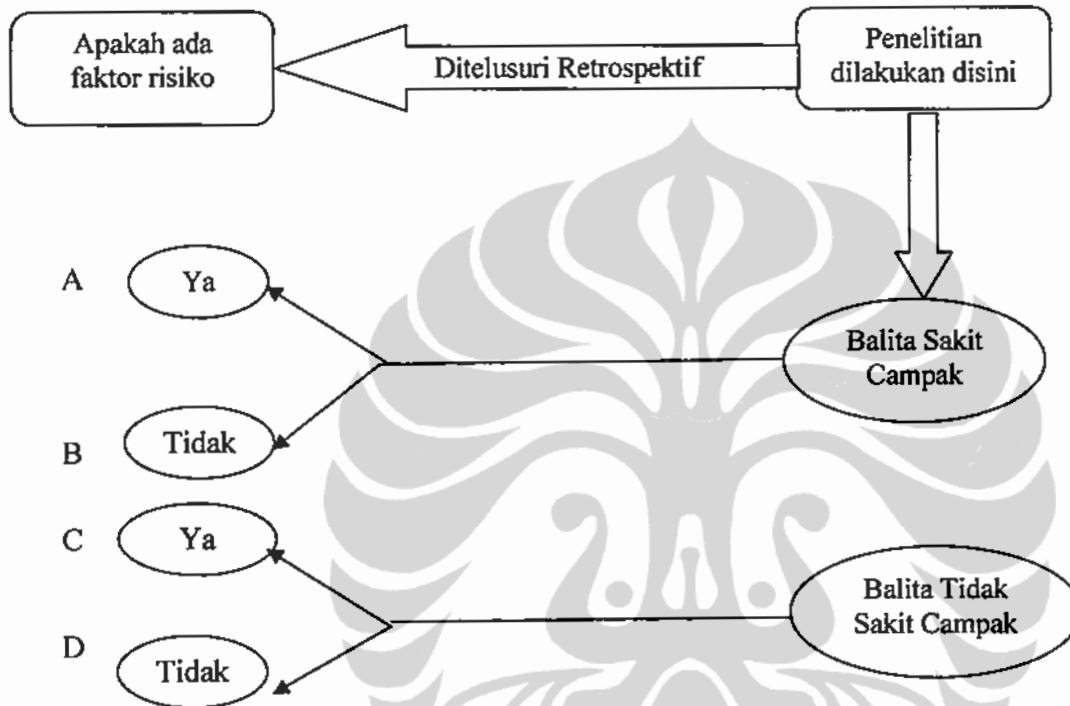 Apakah ada
faktor risiko
Ditelusuri Retrospektif
Penelitian
dilakukan disini
A
Ya
Balita Sakit
Campak
B
Tidak
C
Ya
Balita Tidak
Sakit Campak
D
Tidak